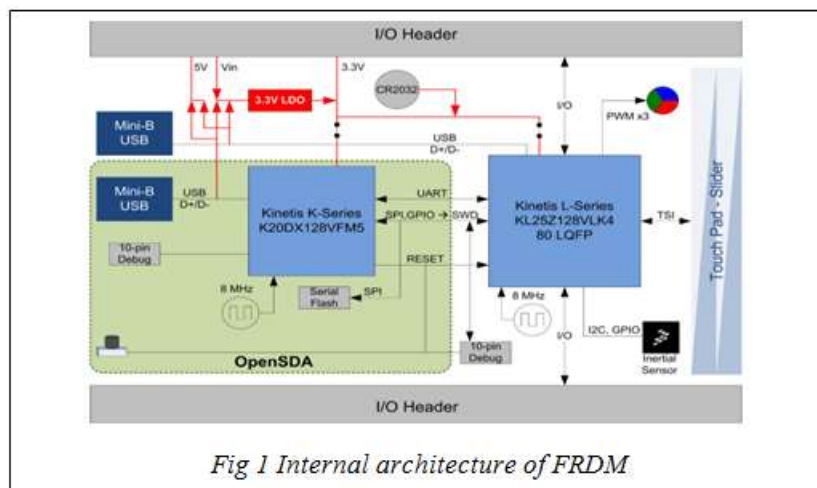 I/O Header
5V
Vin
3.3V
3.3V LDO
CR2032
I/O
PWM x3
Mini-B
USB
USB
D+/D-
Mini-B
USB
USB
D+/D-
Kinetis K-Series
K20DX128VFM5
UART
SPI,GPIO → SWD
RESET
Kinetis L-Series
KL25Z128VLK4
80 LQFP
TSI
Touch Pad - Slider
10-pin
Debug
8 MHz
Serial
Flash
SPI
8 MHz
I/O
I2C, GPIO
Inertial
Sensor
10-pin
Debug
OpenSDA
I/O Header
Fig 1 Internal architecture of FRDM